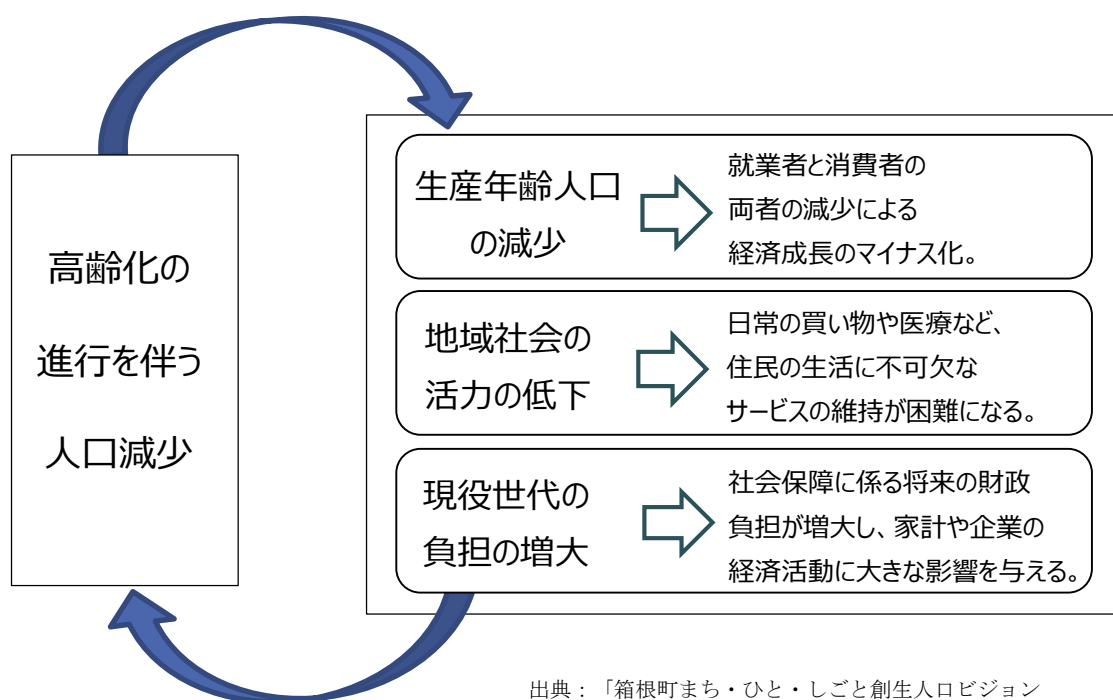 高齢化の
進行を伴う
人口減少
生産年齢人口
の減少
就業者と消費者の
両者の減少による
経済成長のマイナス化。
地域社会の
活力の低下
日常の買い物や医療など、
住民の生活に不可欠な
サービスの維持が困難になる。
現役世代の
負担の増大
社会保障に係る将来の財政
負担が増大し、家計や企業の
経済活動に大きな影響を与える。
出典：「箱根町まち・ひと・しごと創生人口ビジョン